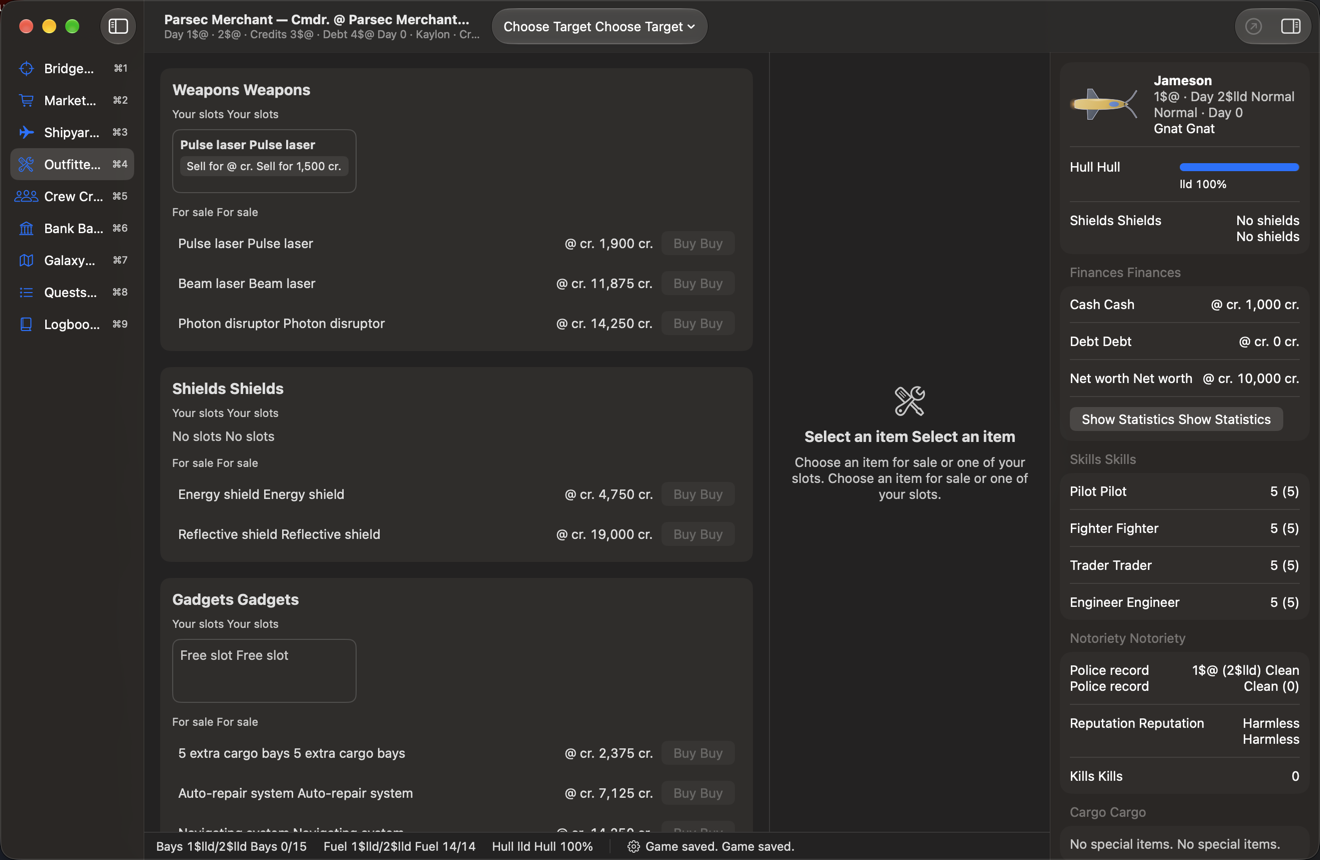 Parsec Merchant — Cmdr. @ Parsec Merchant...
Day 1$@ · 2$@ · Credits 3$@ · Debt 4$@ Day 0 · Kaylon · Cr...
Choose Target Choose Target
Bridge... ⌘1
Market... ⌘2
Shipyar... ⌘3
Outfitte... ⌘4
Crew Cr... ⌘5
Bank Ba... ⌘6
Galaxy... ⌘7
Quests... ⌘8
Logboo... ⌘9
Weapons Weapons
Your slots Your slots
Pulse laser Pulse laser
Sell for @ cr. Sell for 1,500 cr.
For sale For sale
Pulse laser Pulse laser @ cr. 1,900 cr. Buy Buy
Beam laser Beam laser @ cr. 11,875 cr. Buy Buy
Photon disruptor Photon disruptor @ cr. 14,250 cr. Buy Buy
Shields Shields
Your slots Your slots
No slots No slots
For sale For sale
Energy shield Energy shield @ cr. 4,750 cr. Buy Buy
Reflective shield Reflective shield @ cr. 19,000 cr. Buy Buy
Gadgets Gadgets
Your slots Your slots
Free slot Free slot
For sale For sale
5 extra cargo bays 5 extra cargo bays @ cr. 2,375 cr. Buy Buy
Auto-repair system Auto-repair system @ cr. 7,125 cr. Buy Buy
Navigating system Navigating system @ cr. 14,250 cr. Buy Buy
Select an item Select an item
Choose an item for sale or one of your
slots. Choose an item for sale or one of
your slots.
Jameson
1$@ · Day 2$lld Normal
Normal · Day 0
Gnat Gnat
Hull Hull
lld 100%
Shields Shields No shields
No shields
Finances Finances
Cash Cash @ cr. 1,000 cr.
Debt Debt @ cr. 0 cr.
Net worth Net worth @ cr. 10,000 cr.
Show Statistics Show Statistics
Skills Skills
Pilot Pilot 5 (5)
Fighter Fighter 5 (5)
Trader Trader 5 (5)
Engineer Engineer 5 (5)
Notoriety Notoriety
Police record 1$@ (2$lld) Clean
Police record Clean (0)
Reputation Reputation Harmless
Harmless
Kills Kills 0
Cargo Cargo
No special items. No special items.
Bays 1$lld/2$lld Bays 0/15 Fuel 1$lld/2$lld Fuel 14/14 Hull lld Hull 100% Game saved. Game saved.